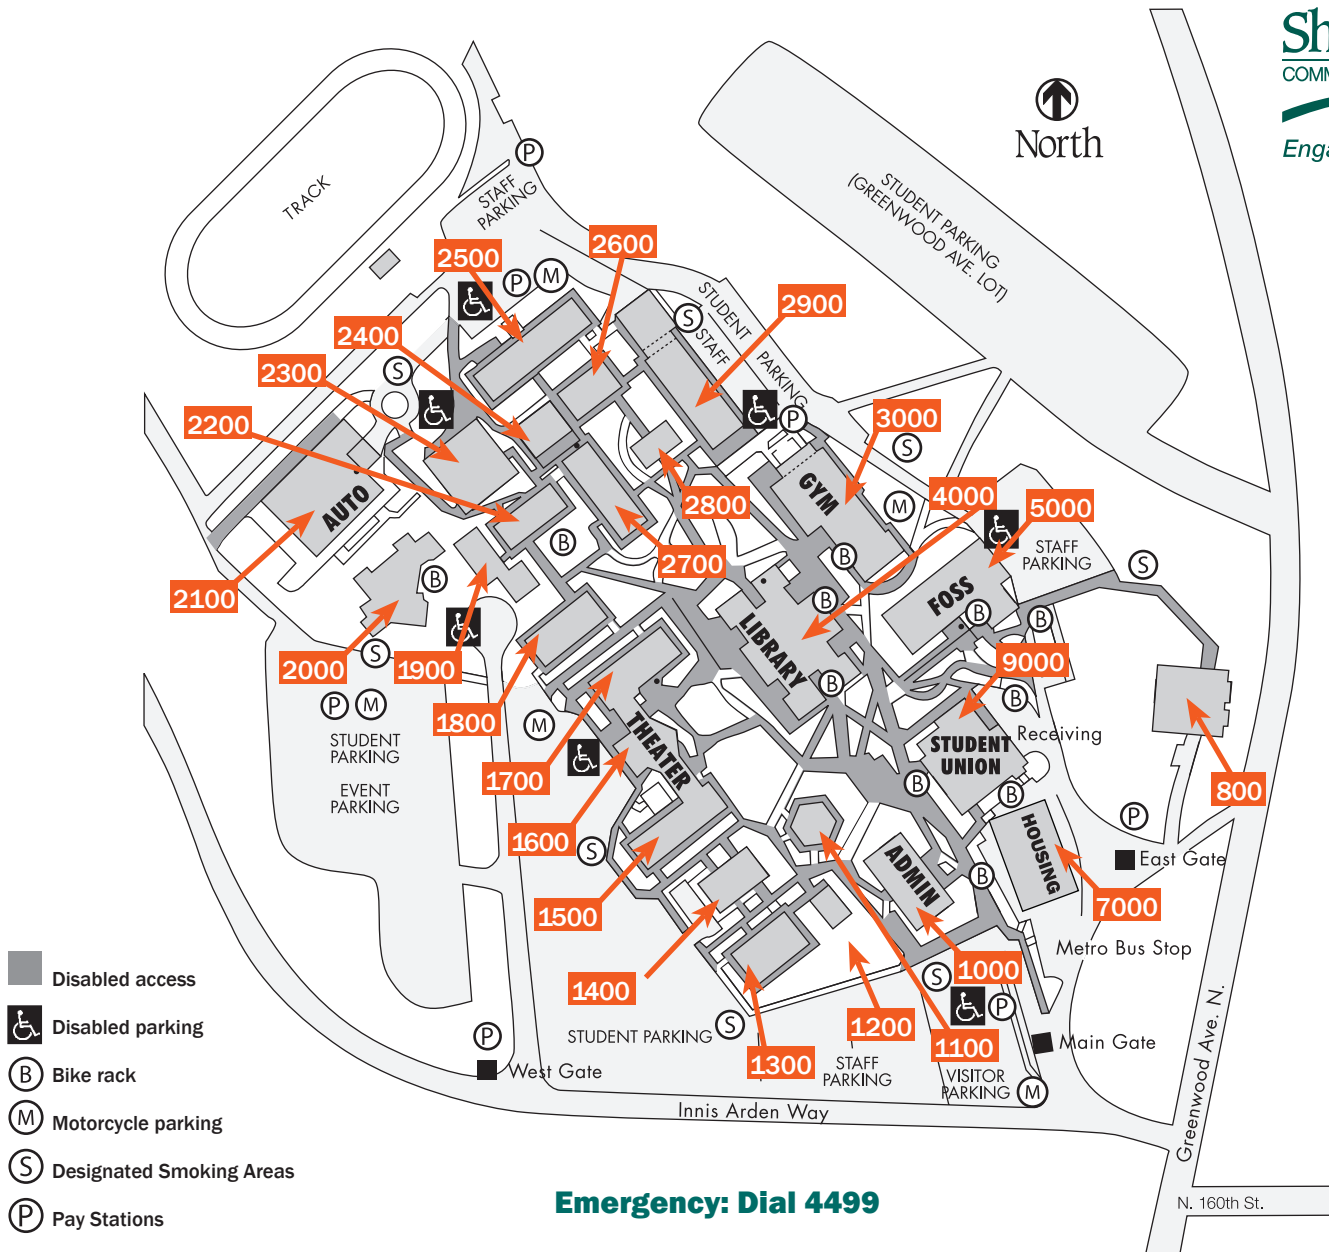 Sh
COMM
Enga
North
TRACK
STAFF
PARKING
P
STUDENT PARKING
(GREENWOOD AVE. LOT)
2500
2600
P
M
2900
2400
S
STUDENT
STAFF
PARKING
2300
S
2200
P
3000
S
AUTO
GYM
2800
4000
M
5000
2100
B
2700
B
STAFF
PARKING
S
B
FOSS
B
B
B
2000
S
1900
LIBRARY
9000
B
B
P
M
1800
M
STUDENT
PARKING
EVENT
PARKING
THEATER
STUDENT
UNION
Receiving
1700
B
B
800
P
1600
S
HOUSING
East Gate
ADMIN
B
1500
7000
Metro Bus Stop
1400
1000
S
P
Disabled access
Disabled parking
Bike rack
B
Motorcycle parking
M
Designated Smoking Areas
S
Pay Stations
P
P
West Gate
STUDENT PARKING
S
1300
1200
1100
STAFF
PARKING
VISITOR
PARKING
M
Main Gate
Innis Arden Way
Greenwood Ave. N.
N. 160th St.
Emergency: Dial 4499